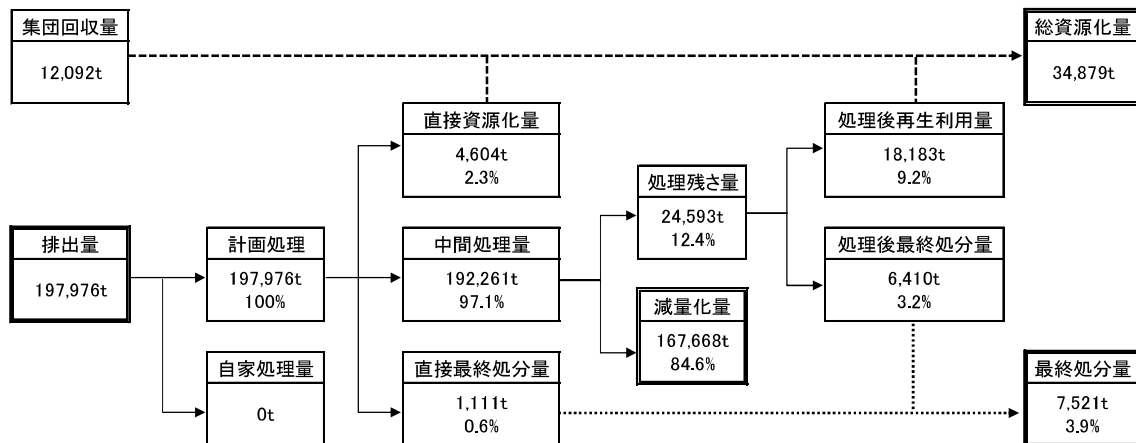 集団回収量
12,092t
総資源化量
34,879t
直接資源化量
4,604t
2.3%
処理後再生利用量
18,183t
9.2%
処理残さ量
24,593t
12.4%
排出量
197,976t
計画処理
197,976t
100%
中間処理量
192,261t
97.1%
処理後最終処分量
6,410t
3.2%
減量化量
167,668t
84.6%
自家処理量
0t
直接最終処分量
1,111t
0.6%
最終処分量
7,521t
3.9%